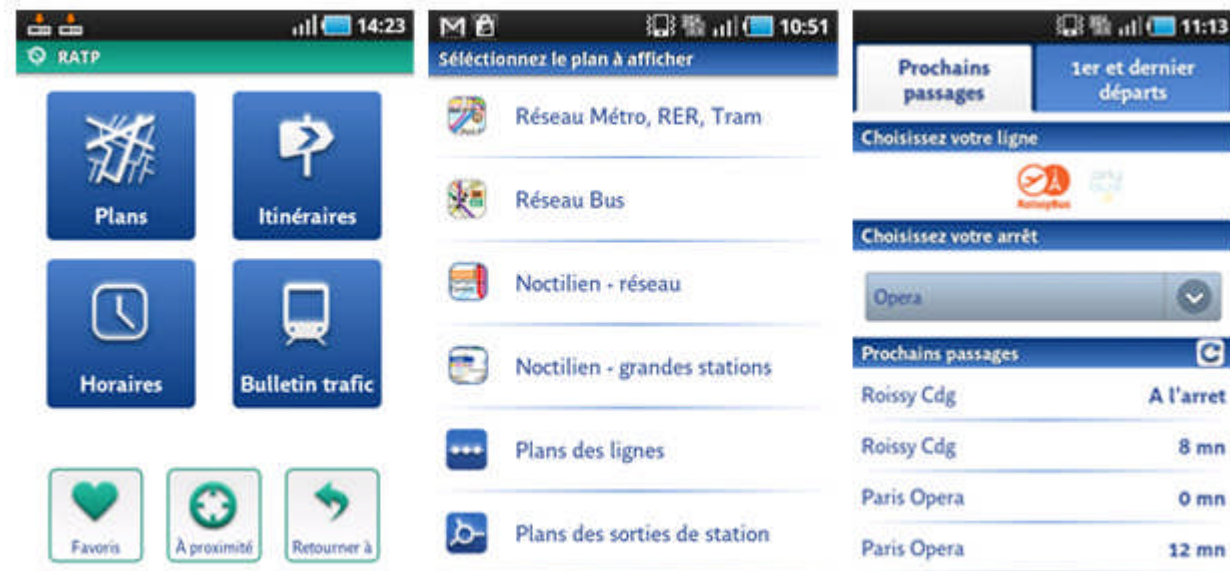 14:23
RATP
Plans
Itinéraires
Horaires
Bulletin trafic
Favoris
À proximité
Retourner à
10:51
Séléctionnez le plan à afficher
Réseau Métro, RER, Tram
Réseau Bus
Noctilien - réseau
Noctilien - grandes stations
Plans des lignes
Plans des sorties de station
11:13
Prochains
passages
1er et dernier
départs
Choisissez votre ligne
RoissyBus
Choisissez votre arrêt
Opera
Prochains passages
Roissy Cdg A l'arret
Roissy Cdg 8 mn
Paris Opera 0 mn
Paris Opera 12 mn